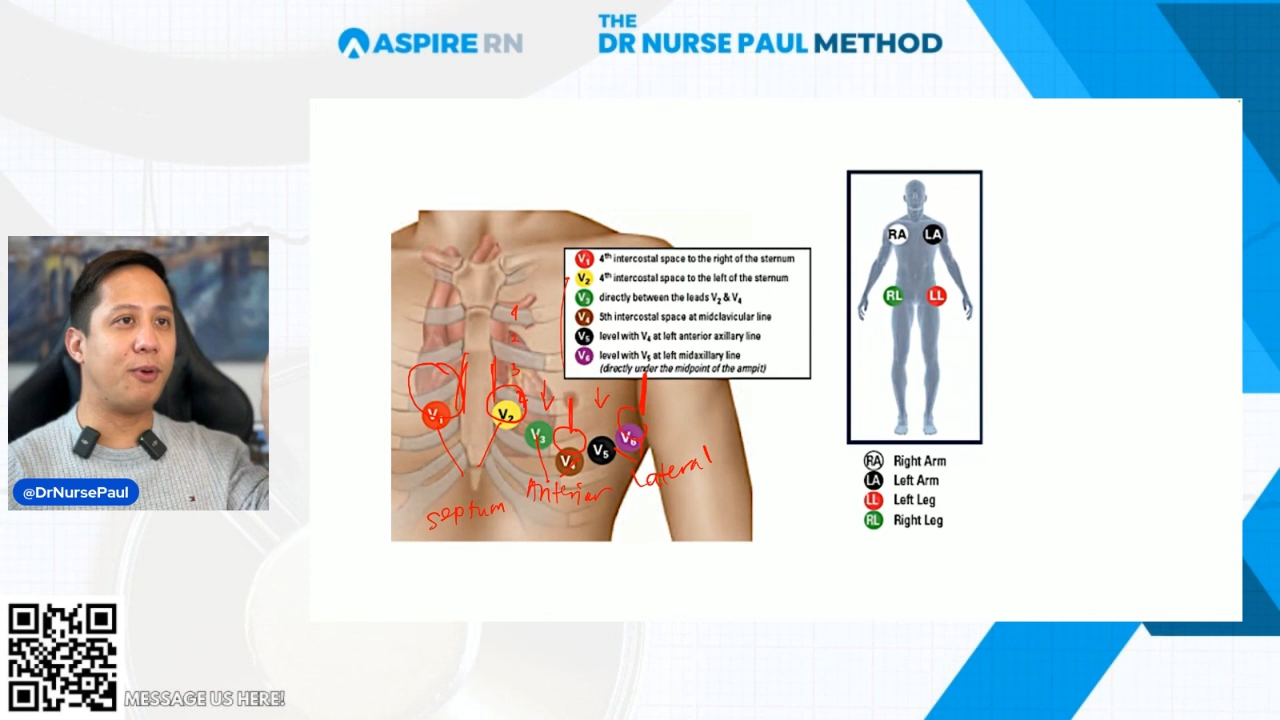 ASPIRE RN
THE
DR NURSE PAUL METHOD
V1 4th intercostal space to the right of the sternum
V2 4th intercostal space to the left of the sternum
V3 directly between the leads V2 & V4
V4 5th intercostal space at midclavicular line
V5 level with V4 at left anterior axillary line
V6 level with V5 at left midaxillary line
(directly under the midpoint of the armpit)
1
2
3
4
V1
V2
V3
V4
V5
V6
septum
Anterior
Lateral
RA
LA
RL
LL
RA Right Arm
LA Left Arm
LL Left Leg
RL Right Leg
@DrNursePaul
MESSAGE US HERE!